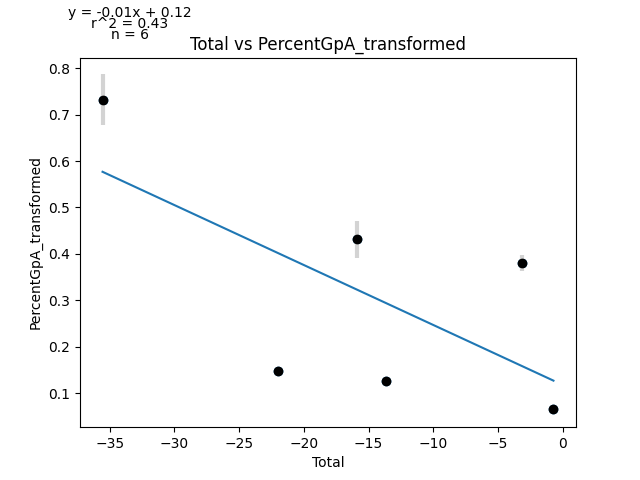 y = -0.01x + 0.12
r^2 = 0.43
n = 6
Total vs PercentGpA_transformed
0.8
0.7
0.6
0.5
0.4
0.3
0.2
0.1
PercentGpA_transformed
−35
−30
−25
−20
−15
−10
−5
0
Total